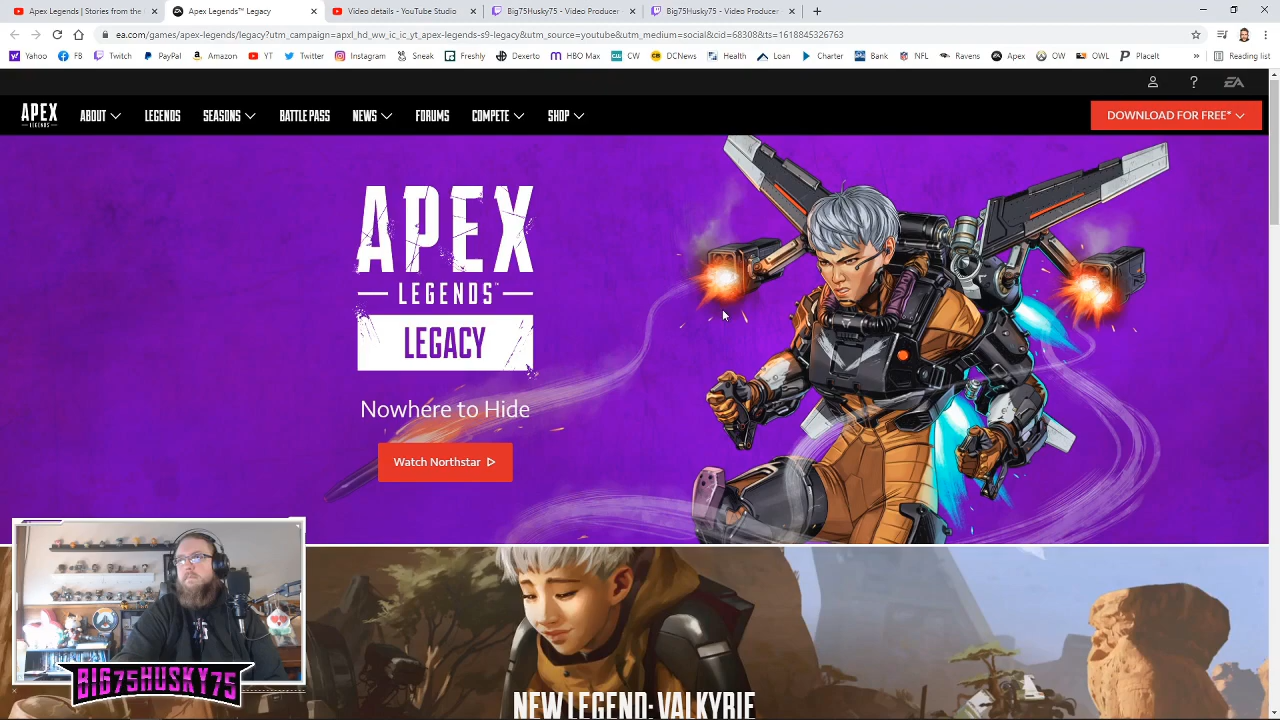 Apex Legends | Stories from the
Apex Legends™ Legacy
Video details - YouTube Studio
Big75Husky75 - Video Producer
Big75Husky75 - Video Producer
ea.com/games/apex-legends/legacy?utm_campaign=apxl_hd_ww_ic_ic_yt_apex-legends-s9-legacy&utm_source=youtube&utm_medium=social&cid=68308&ts=1618845326763
Yahoo
FB
Twitch
PayPal
Amazon
YT
Twitter
Instagram
Sneak
Freshly
Dexerto
HBO Max
CW
DCNews
Health
Loan
Charter
Bank
NFL
Ravens
Apex
OW
OWL
PlaceIt
Reading list
EA
APEX
LEGENDS
ABOUT
LEGENDS
SEASONS
BATTLE PASS
NEWS
FORUMS
COMPETE
SHOP
DOWNLOAD FOR FREE*
APEX
LEGENDS™
LEGACY
Nowhere to Hide
Watch Northstar
BIG75HUSKY75
NEW LEGEND: VALKYRIE